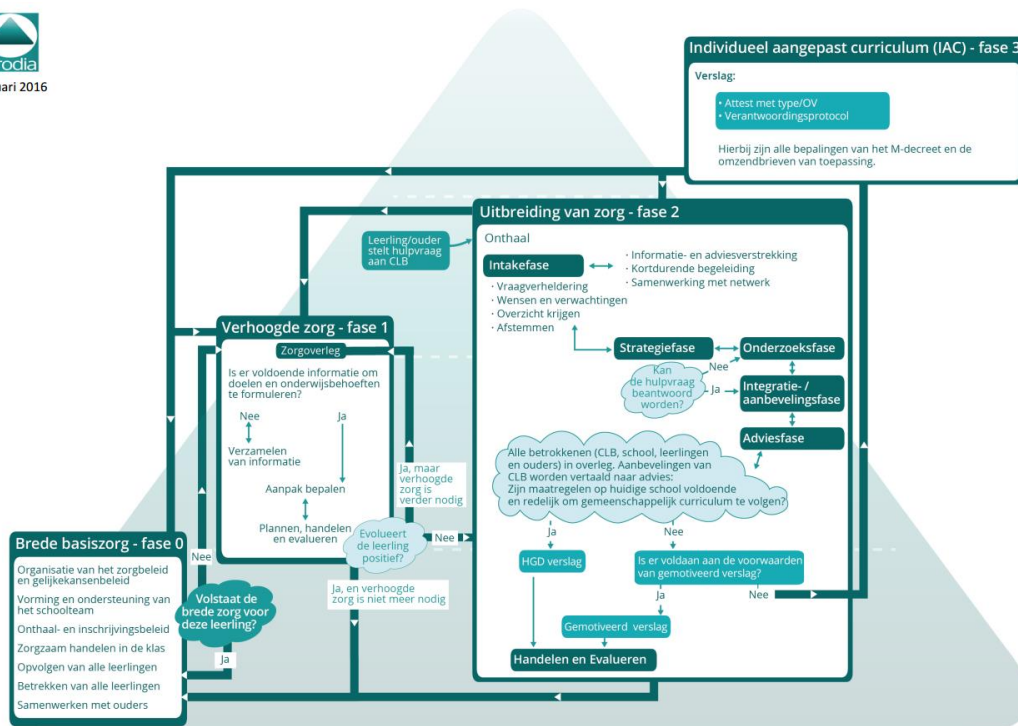 rodia
uari 2016
Individueel aangepast curriculum (IAC) - fase 3
Verslag:
• Attest met type/OV
• Verantwoordingsprotocol
Hierbij zijn alle bepalingen van het M-decreet en de
omzendbrieven van toepassing.
Uitbreiding van zorg - fase 2
Leerling/ouder
stelt hulpvraag
aan CLB
Onthaal
Intakefase
· Informatie- en adviesverstrekking
· Kortdurende begeleiding
· Samenwerking met netwerk
· Vraagverheldering
· Wensen en verwachtingen
· Overzicht krijgen
· Afstemmen
Strategiefase
Onderzoeksfase
Kan
de hulpvraag
beantwoord
worden?
Nee
Ja
Integratie- /
aanbevelingsfase
Adviesfase
Alle betrokkenen (CLB, school, leerlingen
en ouders) in overleg. Aanbevelingen van
CLB worden vertaald naar advies:
Zijn maatregelen op huidige school voldoende
en redelijk om gemeenschappelijk curriculum te volgen?
Ja
Nee
HGD verslag
Is er voldaan aan de voorwaarden
van gemotiveerd verslag?
Ja
Nee
Gemotiveerd verslag
Handelen en Evalueren
Verhoogde zorg - fase 1
Zorgoverleg
Is er voldoende informatie om
doelen en onderwijsbehoeften
te formuleren?
Nee
Ja
Verzamelen
van informatie
Aanpak bepalen
Plannen, handelen
en evalueren
Ja, maar
verhoogde
zorg is
verder nodig
Evolueert
de leerling
positief?
Nee
Ja, en verhoogde
zorg is niet meer nodig
Brede basiszorg - fase 0
Organisatie van het zorgbeleid
en gelijkekansenbeleid
Vorming en ondersteuning van
het schoolteam
Onthaal- en inschrijvingsbeleid
Zorgzaam handelen in de klas
Opvolgen van alle leerlingen
Betrekken van alle leerlingen
Samenwerken met ouders
Nee
Volstaat de
brede zorg voor
deze leerling?
Ja